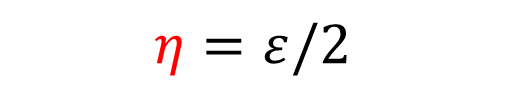 η = ε/2